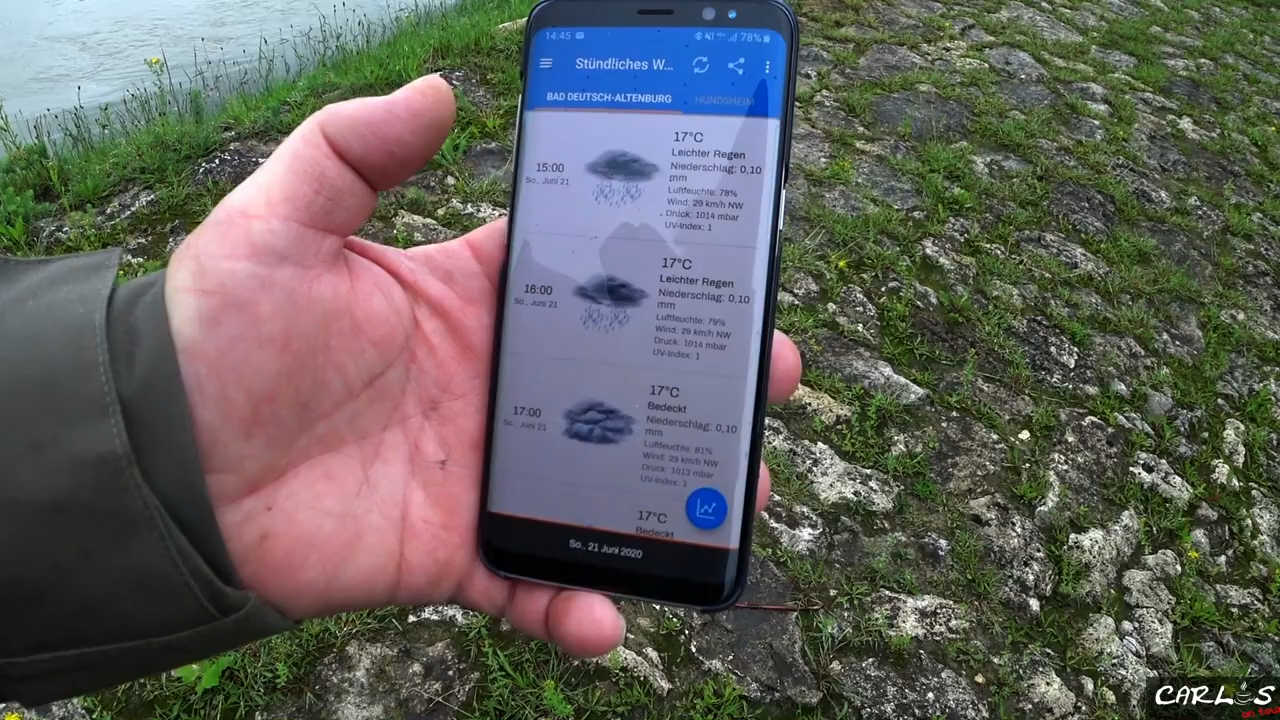 14:45 78%
Stündliches W...
BAD DEUTSCH-ALTENBURG HUNDSHEIM
17°C
Leichter Regen
15:00
So., Juni 21
Niederschlag: 0,10
mm
Luftfeuchte: 78%
Wind: 29 km/h NW
Druck: 1014 mbar
UV-Index: 1
17°C
Leichter Regen
16:00
So., Juni 21
Niederschlag: 0,10
mm
Luftfeuchte: 79%
Wind: 29 km/h NW
Druck: 1014 mbar
UV-Index: 1
17°C
Bedeckt
17:00
So., Juni 21
Niederschlag: 0,10
mm
Luftfeuchte: 81%
Wind: 29 km/h NW
Druck: 1013 mbar
UV-Index: 1
17°C
Bedeckt
So., 21 Juni 2020
CARLOS
on tour